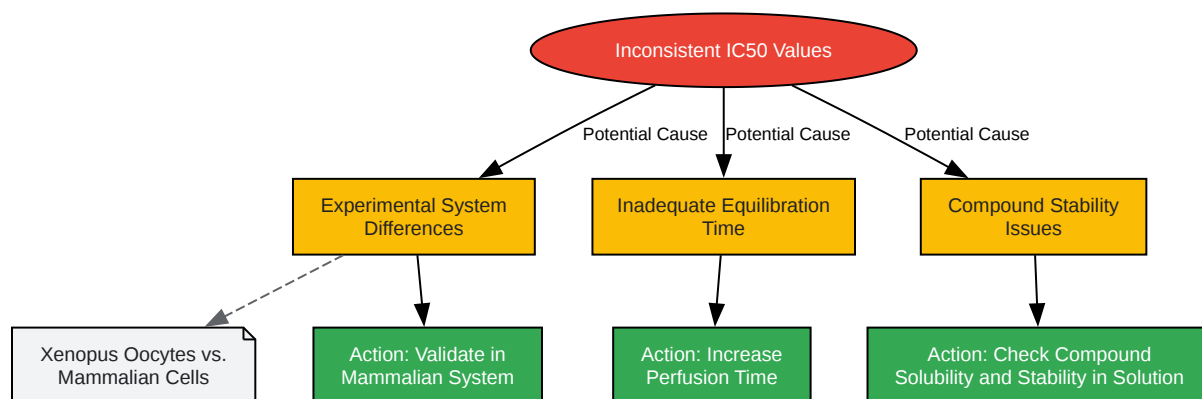 Inconsistent IC50 Values
Potential Cause
Potential Cause
Potential Cause
Experimental System
Differences
Inadequate Equilibration
Time
Compound Stability
Issues
Xenopus Oocytes vs.
Mammalian Cells
Action: Validate in
Mammalian System
Action: Increase
Perfusion Time
Action: Check Compound
Solubility and Stability in Solution